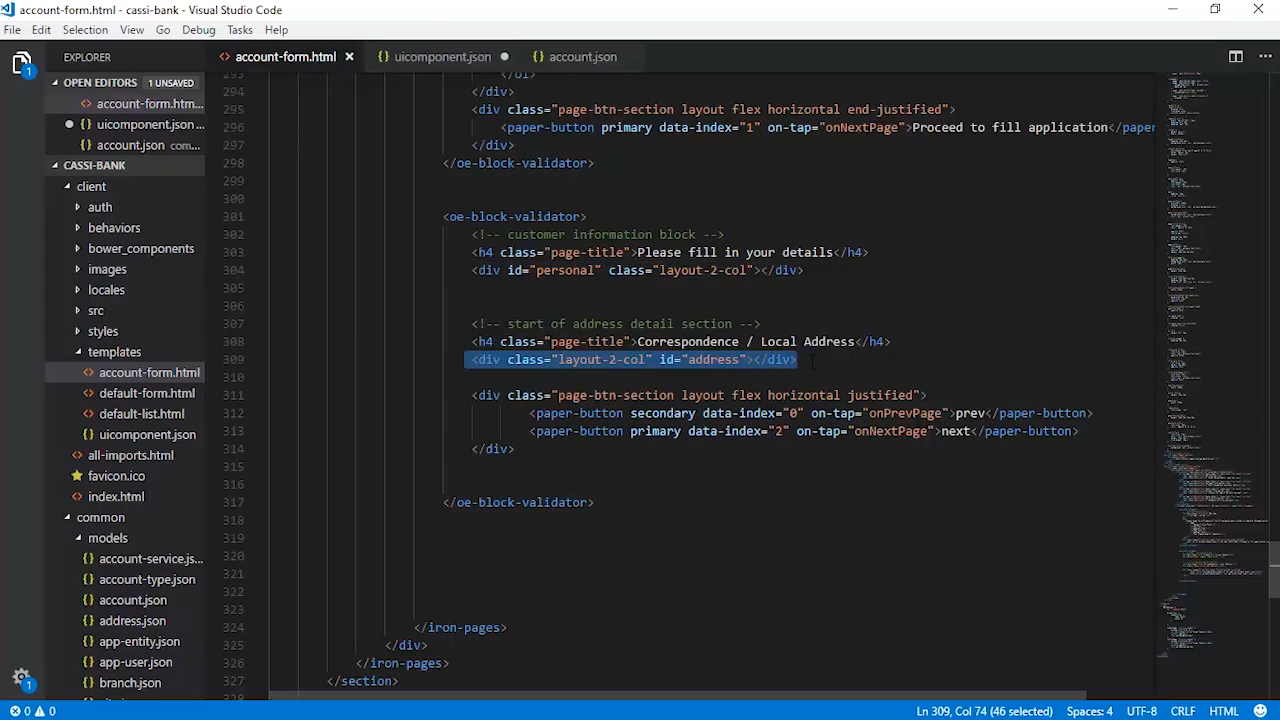 account-form.html - cassi-bank - Visual Studio Code
File Edit Selection View Go Debug Tasks Help
EXPLORER
OPEN EDITORS 1 UNSAVED
account-form.htm...
uicomponent.json ...
account.json com...
CASSI-BANK
client
auth
behaviors
bower_components
images
locales
src
styles
templates
account-form.html
default-form.html
default-list.html
uicomponent.json
all-imports.html
favicon.ico
index.html
common
models
account-service.js...
account-type.json
account.json
address.json
app-entity.json
app-user.json
branch.json
1
1
account-form.html
uicomponent.json
account.json
293 </ol>
294 </div>
295 <div class="page-btn-section layout flex horizontal end-justified">
296 <paper-button primary data-index="1" on-tap="onNextPage">Proceed to fill application</paper
297 </div>
298 </oe-block-validator>
299
300
301 <oe-block-validator>
302 <!-- customer information block -->
303 <h4 class="page-title">Please fill in your details</h4>
304 <div id="personal" class="layout-2-col"></div>
305
306
307 <!-- start of address detail section -->
308 <h4 class="page-title">Correspondence / Local Address</h4>
309 <div class="layout-2-col" id="address"></div>
310
311 <div class="page-btn-section layout flex horizontal justified">
312 <paper-button secondary data-index="0" on-tap="onPrevPage">prev</paper-button>
313 <paper-button primary data-index="2" on-tap="onNextPage">next</paper-button>
314 </div>
315
316
317 </oe-block-validator>
318
319
320
321
322
323
324 </iron-pages>
325 </div>
326 </iron-pages>
327 </section>
328
0 0
Ln 309, Col 74 (46 selected) Spaces: 4 UTF-8 CRLF HTML